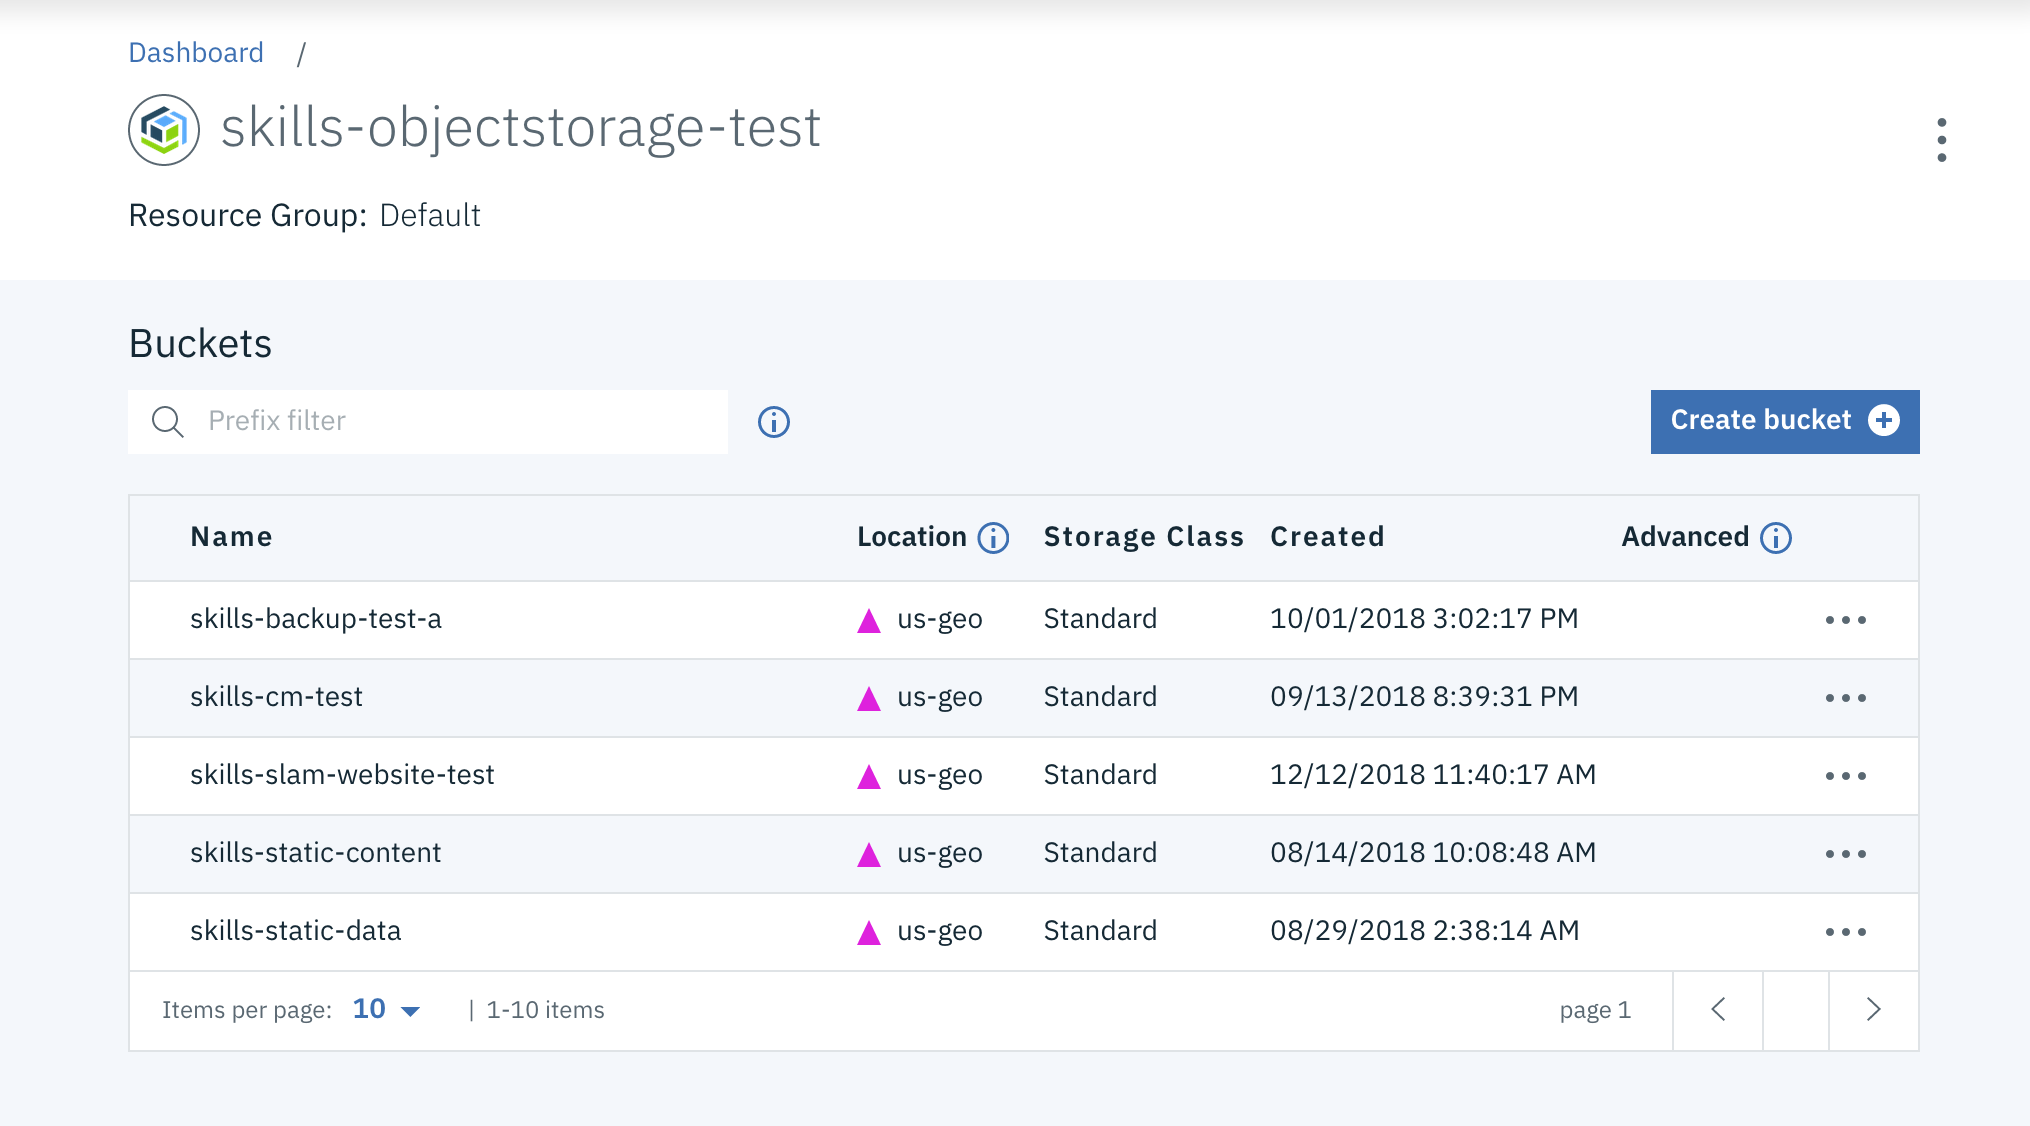 Dashboard /
skills-objectstorage-test
Resource Group: Default
Buckets
Prefix filter
Create bucket
Name Location Storage Class Created Advanced
skills-backup-test-a us-geo Standard 10/01/2018 3:02:17 PM
skills-cm-test us-geo Standard 09/13/2018 8:39:31 PM
skills-slam-website-test us-geo Standard 12/12/2018 11:40:17 AM
skills-static-content us-geo Standard 08/14/2018 10:08:48 AM
skills-static-data us-geo Standard 08/29/2018 2:38:14 AM
Items per page: 10 | 1-10 items page 1